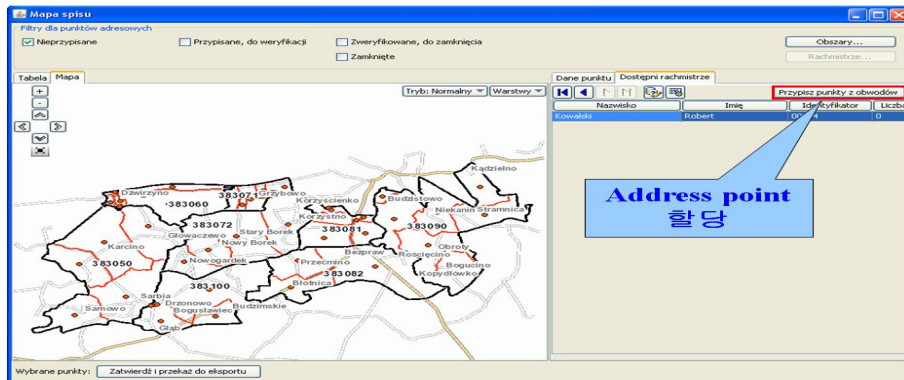 Mapa spisu
Filtry dla punktów adresowych
Nieprzypisane
Przypisane, do weryfikacji
Zweryfikowane, do zamknięcia
Obszary...
Zamknięte
Rachmistrze...
Tabela Mapa
Dane punktu Dostępni rachmistrze
Tryb: Normalny Warstwy
Przypisz punkty z obwodów
Nazwisko Imię Identyfikator Liczba
Kowalski Robert 0
Address point
할당
Kądzielno
Dźwirzyno
383071
Grzybowo
383060
Korzyścienko
Budzistowo
Niekanin
Stramnica
Korzystno
383072
Stary Borek
383081
383090
Głowaczewo
Nowy Borek
Karcino
Bezpraw
Obroty
Rościęcino
383050
Nowogardek
Przećmino
Bogucino
383082
Kopydłówko
Błotnica
383100
Sarbia
Drzonowo
Budzimskie
Samowo
Bogusławiec
Głąb
Wybrane punkty: Zatwierdź i przekaż do eksportu